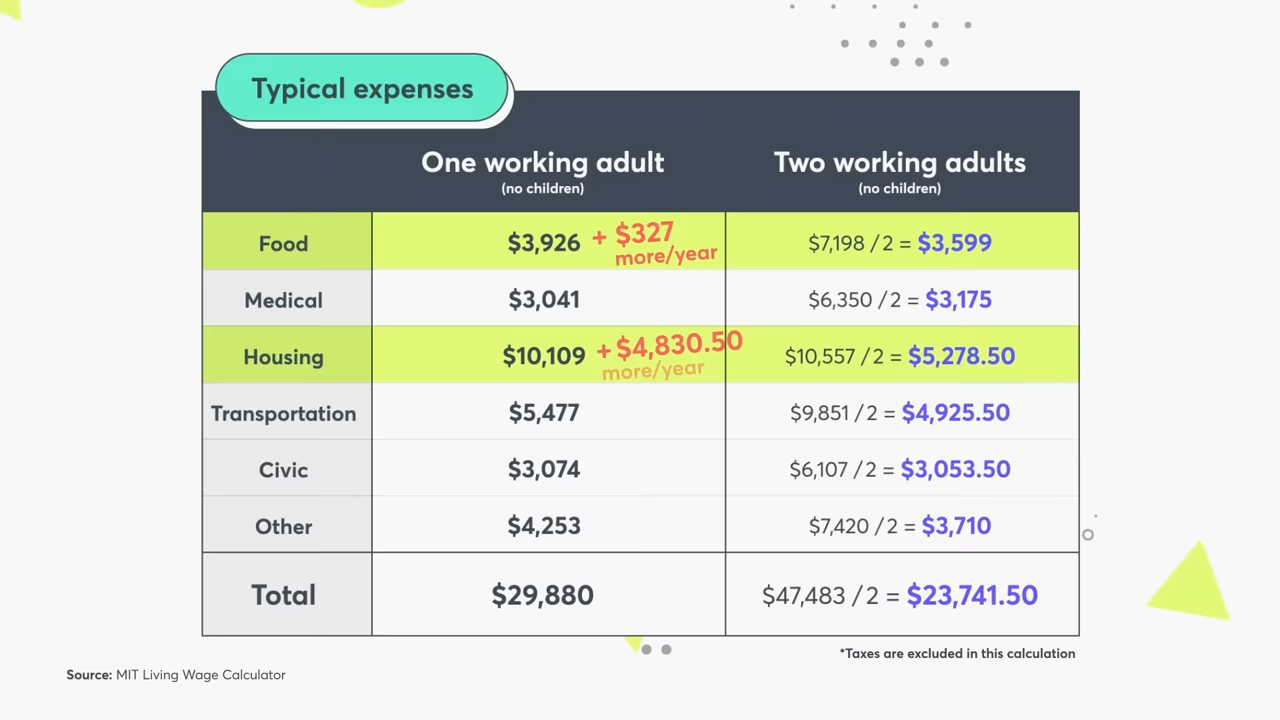 Typical expenses
One working adult Two working adults
(no children) (no children)
Food $3,926 + $327 more/year $7,198 / 2 = $3,599
Medical $3,041 $6,350 / 2 = $3,175
Housing $10,109 + $4,830.50 more/year $10,557 / 2 = $5,278.50
Transportation $5,477 $9,851 / 2 = $4,925.50
Civic $3,074 $6,107 / 2 = $3,053.50
Other $4,253 $7,420 / 2 = $3,710
Total $29,880 $47,483 / 2 = $23,741.50
*Taxes are excluded in this calculation
Source: MIT Living Wage Calculator